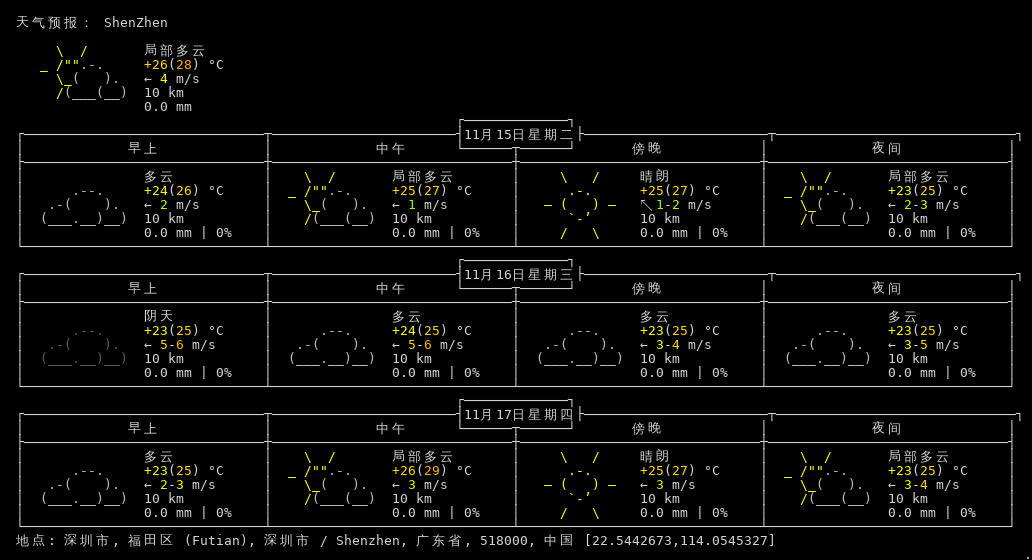 天气预报： ShenZhen
局部多云
+26(28) °C
← 4 m/s
10 km
0.0 mm
11月15日星期二
早上 中午 傍晚 夜间
多云 局部多云 晴朗 局部多云
+24(26) °C +25(27) °C +25(27) °C +23(25) °C
← 2 m/s ← 1 m/s ↖ 1-2 m/s ← 2-3 m/s
10 km 10 km 10 km 10 km
0.0 mm | 0% 0.0 mm | 0% 0.0 mm | 0% 0.0 mm | 0%
11月16日星期三
早上 中午 傍晚 夜间
阴天 多云 多云 多云
+23(25) °C +24(25) °C +23(25) °C +23(25) °C
← 5-6 m/s ← 5-6 m/s ← 3-4 m/s ← 3-5 m/s
10 km 10 km 10 km 10 km
0.0 mm | 0% 0.0 mm | 0% 0.0 mm | 0% 0.0 mm | 0%
11月17日星期四
早上 中午 傍晚 夜间
多云 局部多云 晴朗 局部多云
+23(25) °C +26(29) °C +25(27) °C +23(25) °C
← 2-3 m/s ← 3 m/s ← 3 m/s ← 3-4 m/s
10 km 10 km 10 km 10 km
0.0 mm | 0% 0.0 mm | 0% 0.0 mm | 0% 0.0 mm | 0%
地点: 深圳市, 福田区 (Futian), 深圳市 / Shenzhen, 广东省, 518000, 中国 [22.5442673,114.0545327]